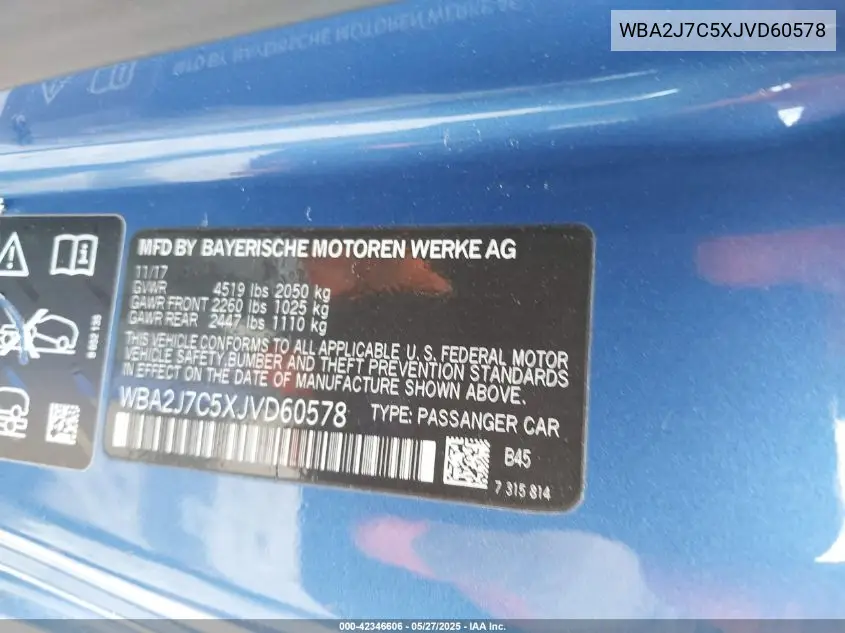 WBA2J7C5XJVD60578
MFD BY BAYERISCHE MOTOREN WERKE AG
11/17
GVWR 4519 lbs 2050 kg
GAWR FRONT 2260 lbs 1025 kg
GAWR REAR 2447 lbs 1110 kg
THIS VEHICLE CONFORMS TO ALL APPLICABLE U.S. FEDERAL MOTOR
VEHICLE SAFETY,BUMBER AND THEFT PREVENTION STANDARDS
IN EFFECT ON THE DATE OF MANUFACTURE SHOWN ABOVE.
WBA2J7C5XJVD60578 TYPE: PASSANGER CAR
B45
7 315 814
000-42346606 - 05/27/2025 - IAA Inc.